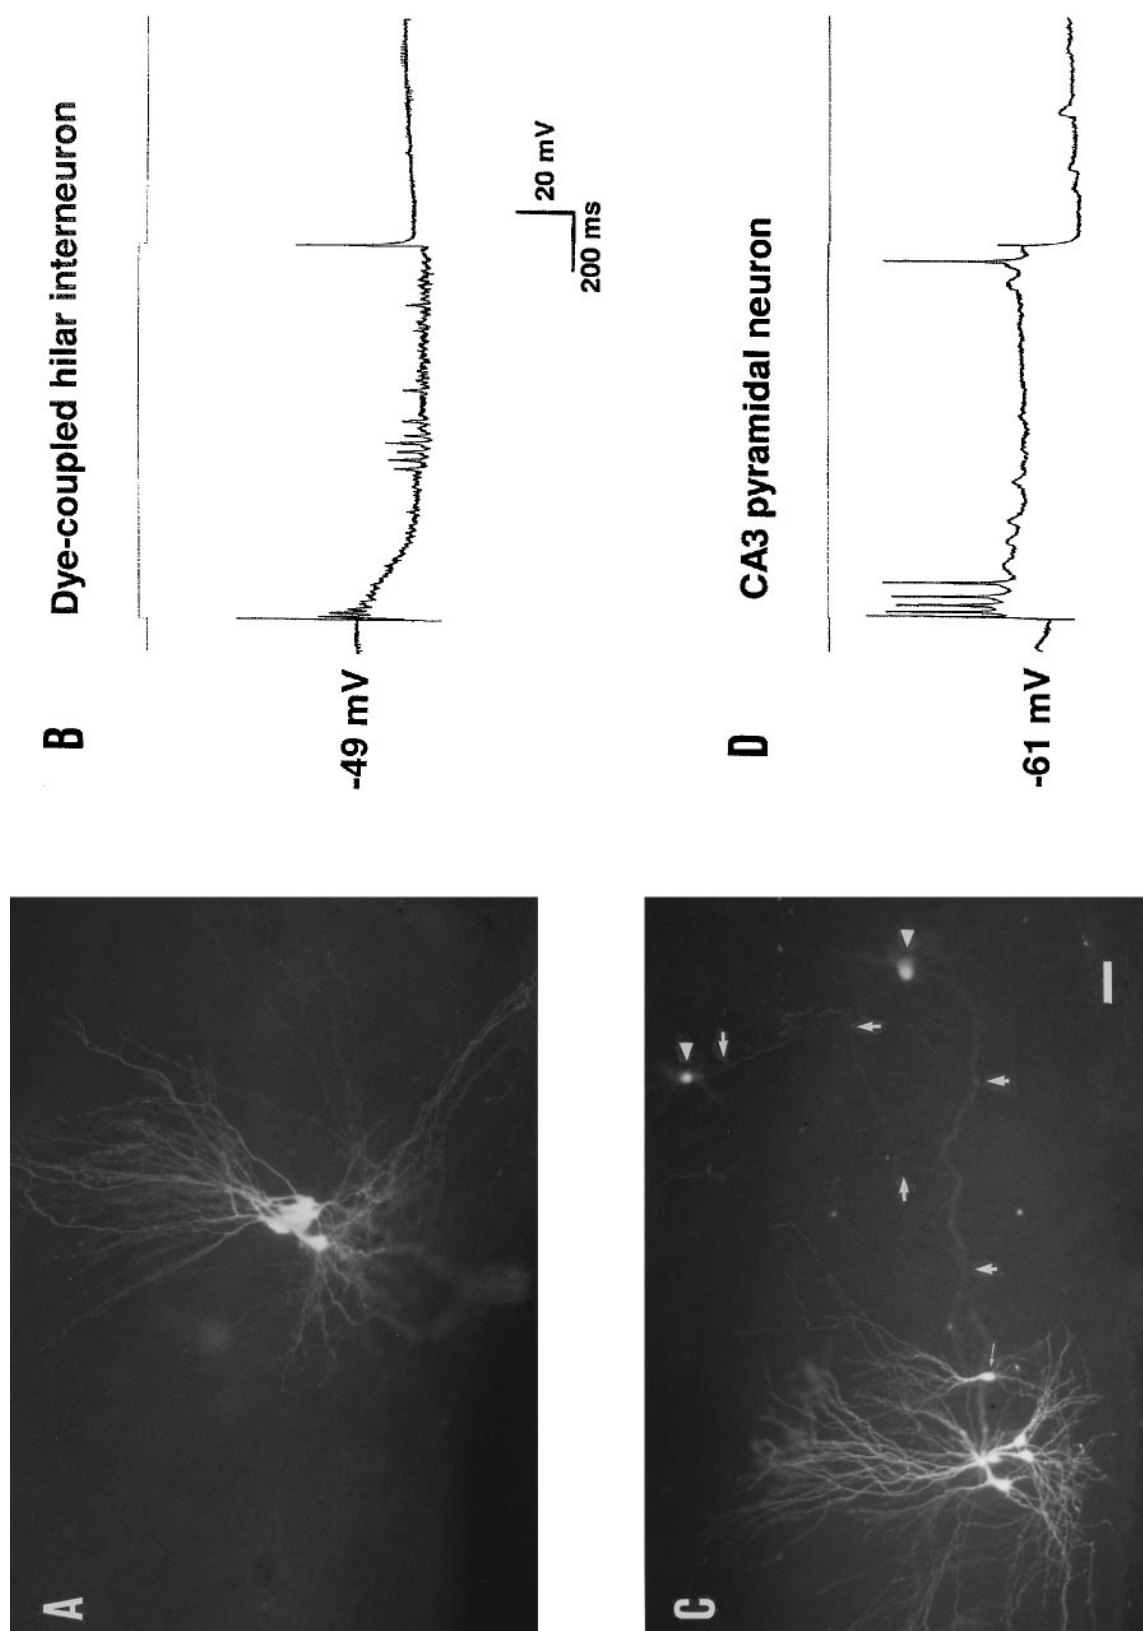 A
B
Dye-coupled hilar interneuron
-49 mV
20 mV
200 ms
C
D
CA3 pyramidal neuron
-61 mV